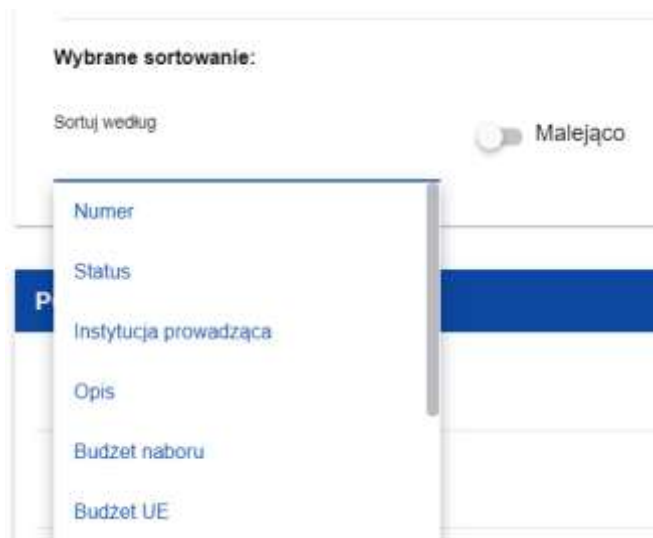 Wybrane sortowanie:
Sortuj według
Malejąco
Numer
Status
Instytucja prowadząca
Opis
Budżet naboru
Budżet UE